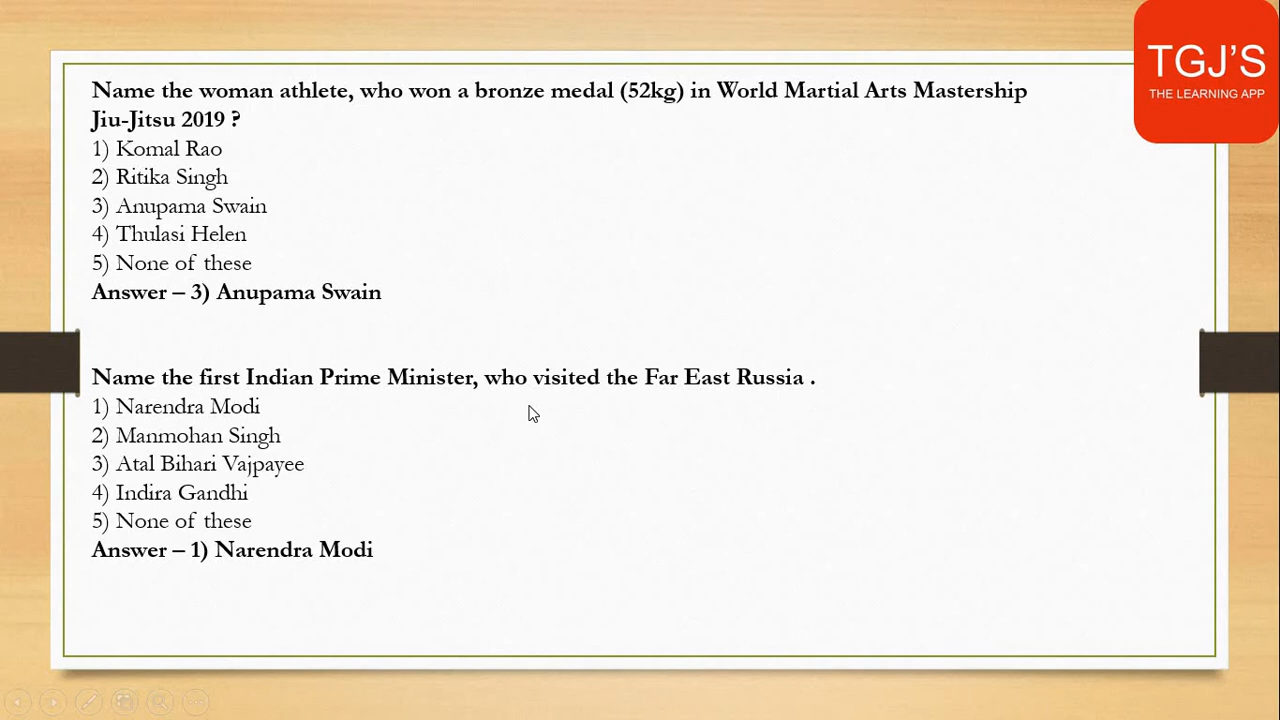 TGJ'S
THE LEARNING APP
Name the woman athlete, who won a bronze medal (52kg) in World Martial Arts Mastership
Jiu-Jitsu 2019 ?
1) Komal Rao
2) Ritika Singh
3) Anupama Swain
4) Thulasi Helen
5) None of these
Answer – 3) Anupama Swain
Name the first Indian Prime Minister, who visited the Far East Russia .
1) Narendra Modi
2) Manmohan Singh
3) Atal Bihari Vajpayee
4) Indira Gandhi
5) None of these
Answer – 1) Narendra Modi